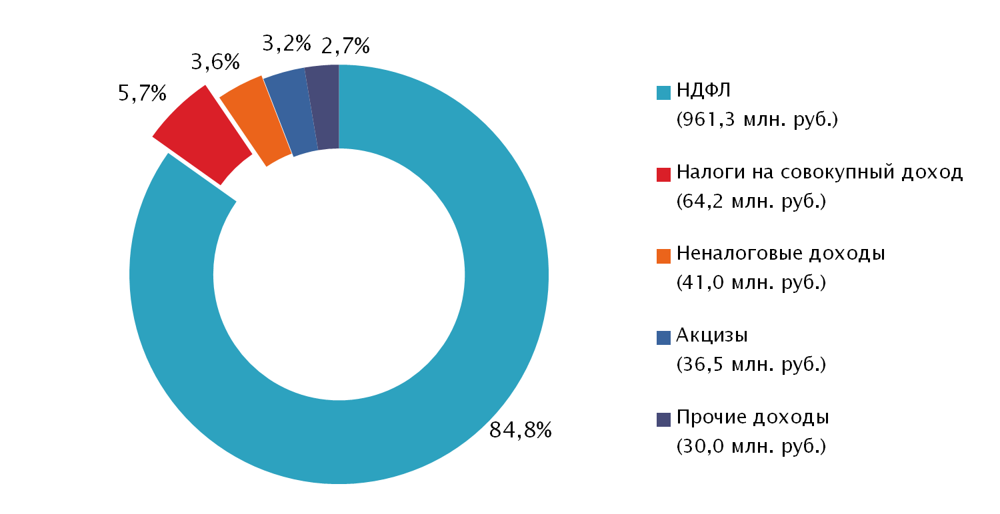 3,2%
2,7%
3,6%
5,7%
84,8%
НДФЛ
(961,3 млн. руб.)
Налоги на совокупный доход
(64,2 млн. руб.)
Неналоговые доходы
(41,0 млн. руб.)
Акцизы
(36,5 млн. руб.)
Прочие доходы
(30,0 млн. руб.)